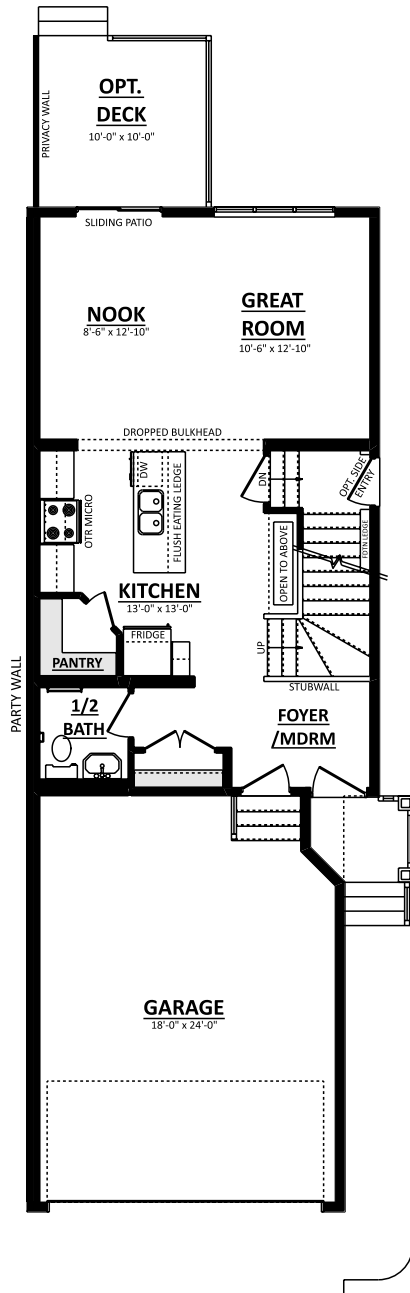 OPT.
DECK
10'-0" x 10'-0"
PRIVACY WALL
SLIDING PATIO
NOOK
8'-6" x 12'-10"
GREAT
ROOM
10'-6" x 12'-10"
DROPPED BULKHEAD
DW
FLUSH EATING LEDGE
OTR MICRO
DN
OPT. SIDE
ENTRY
FDTN LEDGE
OPEN TO ABOVE
KITCHEN
13'-0" x 13'-0"
FRIDGE
UP
PANTRY
STUBWALL
PARTY WALL
1/2
BATH
FOYER
/MDRM
GARAGE
18'-0" x 24'-0"